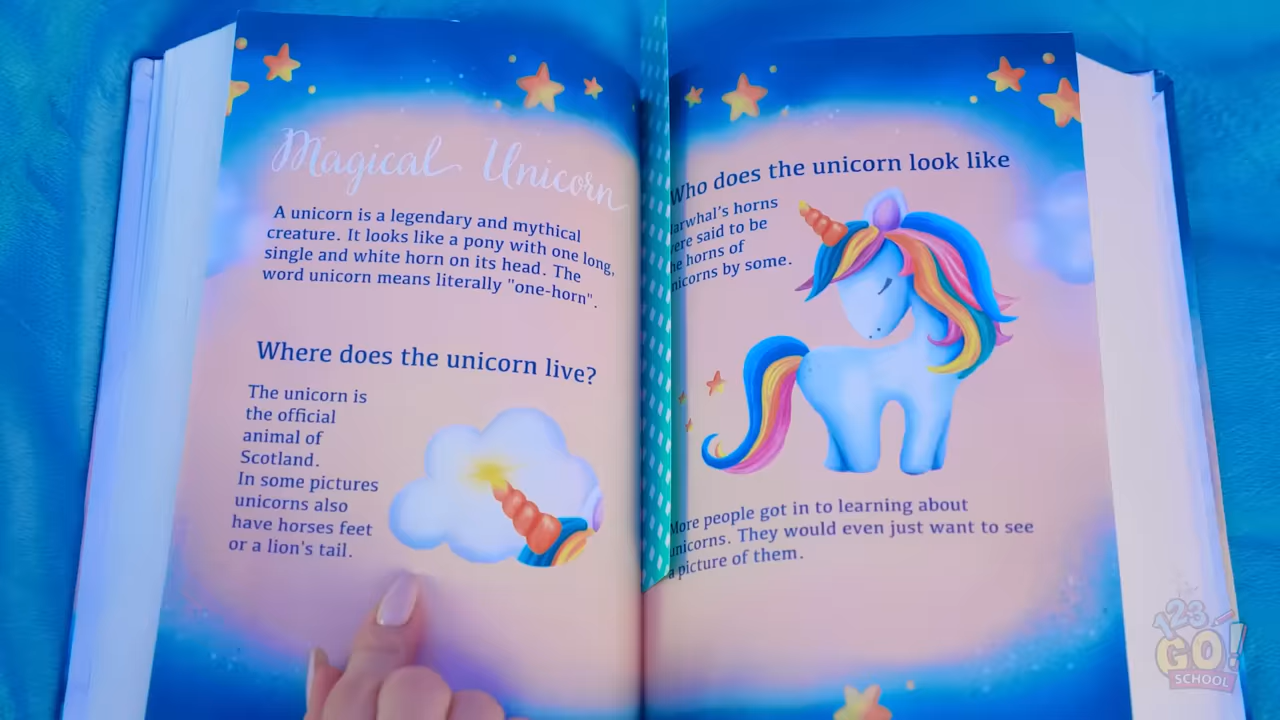 Magical Unicorn
A unicorn is a legendary and mythical
creature. It looks like a pony with one long,
single and white horn on its head. The
word unicorn means literally "one-horn".
Where does the unicorn live?
The unicorn is
the official
animal of
Scotland.
In some pictures
unicorns also
have horses feet
or a lion's tail.
Who does the unicorn look like
arwhal's horns
ere said to be
he horns of
nicorns by some.
More people got in to learning about
unicorns. They would even just want to see
a picture of them.
123
GO!
SCHOOL